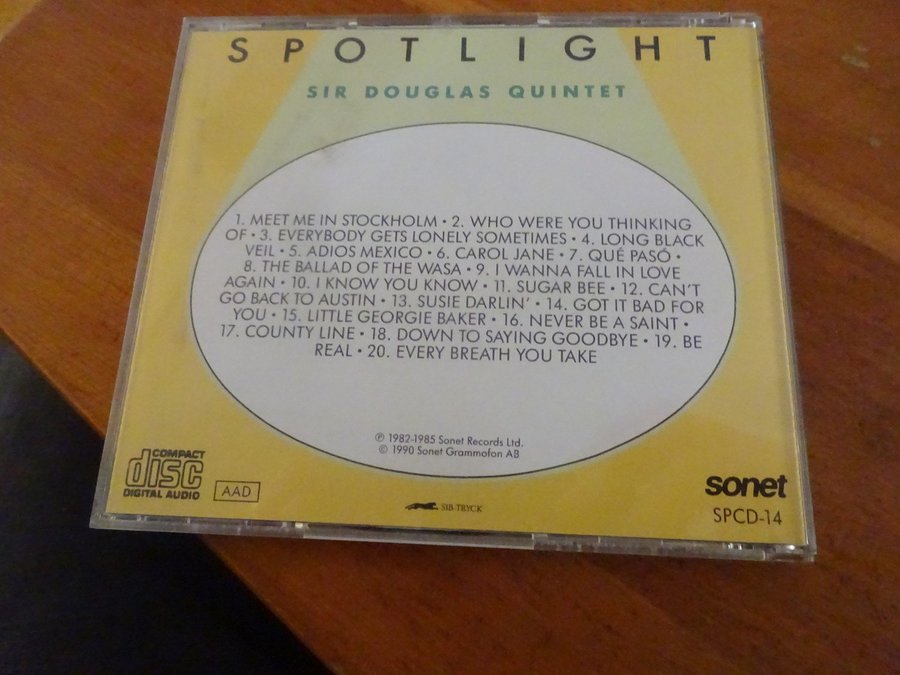 SPOTLIGHT
SIR DOUGLAS QUINTET
1. MEET ME IN STOCKHOLM • 2. WHO WERE YOU THINKING
OF • 3. EVERYBODY GETS LONELY SOMETIMES • 4. LONG BLACK
VEIL • 5. ADIOS MEXICO • 6. CAROL JANE • 7. QUÉ PASÓ •
8. THE BALLAD OF THE WASA • 9. I WANNA FALL IN LOVE
AGAIN • 10. I KNOW YOU KNOW • 11. SUGAR BEE • 12. CAN'T
GO BACK TO AUSTIN • 13. SUSIE DARLIN' • 14. GOT IT BAD FOR
YOU • 15. LITTLE GEORGIE BAKER • 16. NEVER BE A SAINT •
17. COUNTY LINE • 18. DOWN TO SAYING GOODBYE • 19. BE
REAL • 20. EVERY BREATH YOU TAKE
℗ 1982-1985 Sonet Records Ltd.
© 1990 Sonet Grammofon AB
COMPACT
disc
DIGITAL AUDIO
AAD
SIB-TRYCK
sonet
SPCD-14